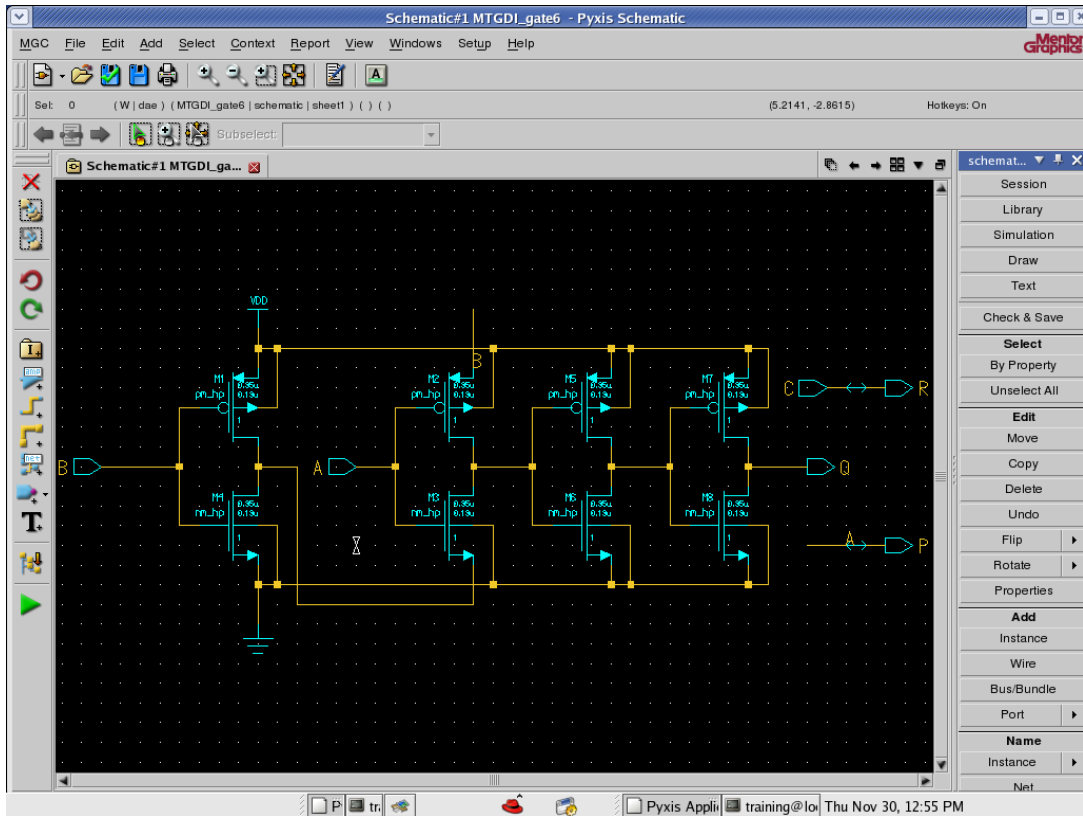 Schematic#1 MTGDI_gate6 - Pyxis Schematic
MGC File Edit Add Select Context Report View Windows Setup Help
Mentor
Graphics
A
Sel: 0 (W | dae ) ( MTGDI_gate6 | schematic | sheet1 ) ( ) ( ) (5.2141, -2.8615) Hotkeys: On
Subselect:
Schematic#1 MTGDI_ga...
schemat...
Session
Library
Simulation
Draw
Text
Check & Save
Select
By Property
Unselect All
Edit
Move
Copy
Delete
Undo
Flip
Rotate
Properties
Add
Instance
Wire
Bus/Bundle
Port
Name
Instance
Net
VDD
B
M1 0.35u M2 0.35u M5 0.35u M7 0.35u
pm_hp 0.13u pm_hp 0.13u pm_hp 0.13u pm_hp 0.13u
1 1 1 1
C R
B A Q
M4 0.35u M3 0.35u M6 0.35u M8 0.35u
nm_hp 0.13u nm_hp 0.13u nm_hp 0.13u nm_hp 0.13u
1 1 1 1
A P
P tr Pyxis Appli training@lo Thu Nov 30, 12:55 PM